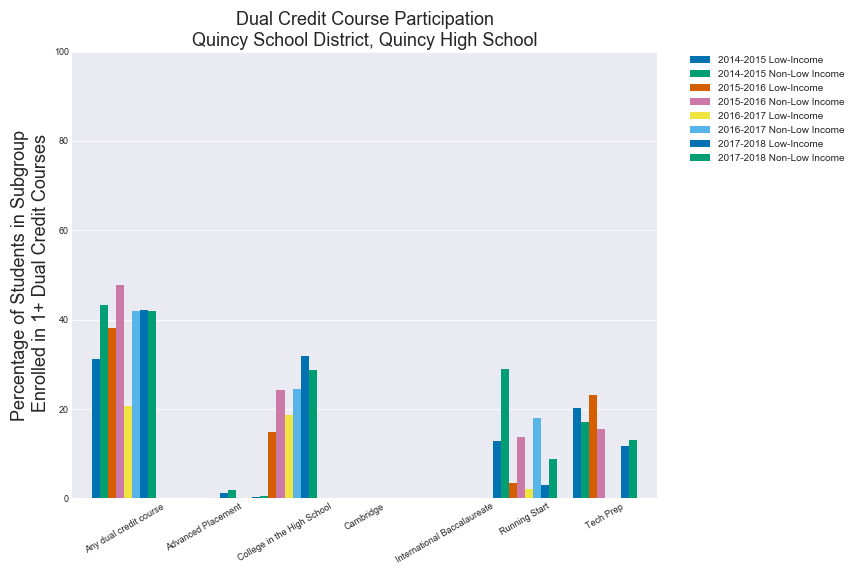 Dual Credit Course Participation
Quincy School District, Quincy High School
Percentage of Students in Subgroup
Enrolled in 1+ Dual Credit Courses
100
80
60
40
20
0
Any dual credit course
Advanced Placement
College in the High School
Cambridge
International Baccalaureate
Running Start
Tech Prep
2014-2015 Low-Income
2014-2015 Non-Low Income
2015-2016 Low-Income
2015-2016 Non-Low Income
2016-2017 Low-Income
2016-2017 Non-Low Income
2017-2018 Low-Income
2017-2018 Non-Low Income